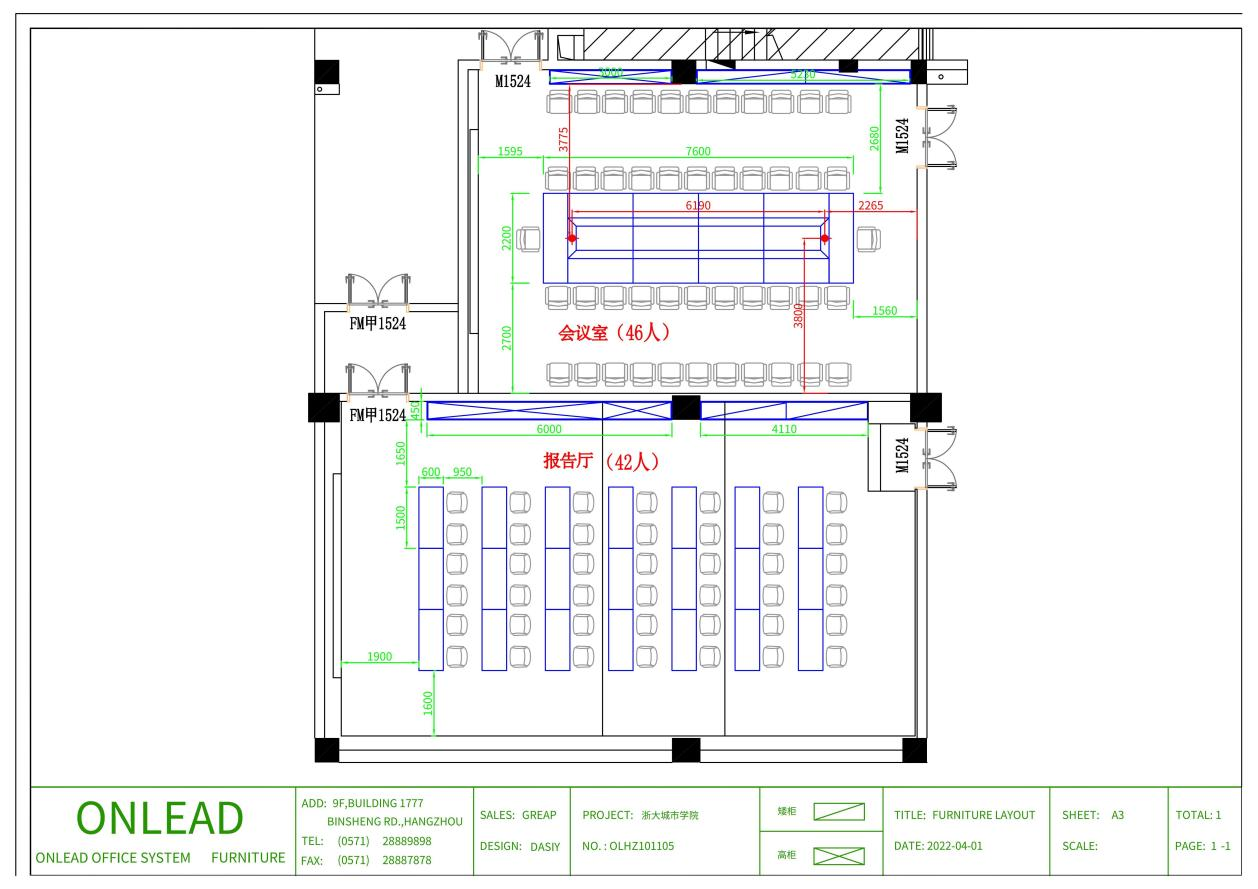 M1524
3000
5230
3775
2680
M1524
1595
7600
6190
2265
2200
2700
3800
1560
会议室（46人）
FM甲1524
FM甲1524
450
6000
4110
报告厅（42人）
M1524
1650
600
950
1500
1900
1600
ONLEAD
ONLEAD OFFICE SYSTEM FURNITURE
ADD: 9F,BUILDING 1777
BINSHENG RD.,HANGZHOU
TEL: (0571) 28889898
FAX: (0571) 28887878
SALES: GREAP
DESIGN: DAISY
PROJECT: 浙大城市学院
NO. : OLHZ101105
矮柜
高柜
TITLE: FURNITURE LAYOUT
DATE: 2022-04-01
SHEET: A3
SCALE:
TOTAL: 1
PAGE: 1 -1